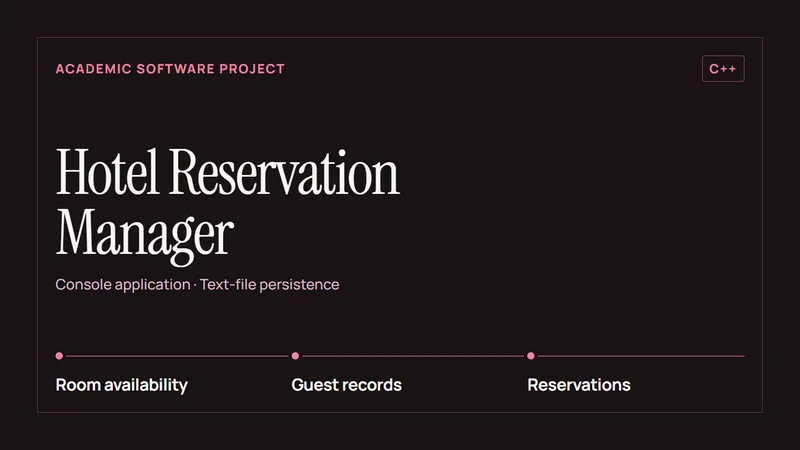 ACADEMIC SOFTWARE PROJECT
C++
Hotel Reservation
Manager
Console application · Text-file persistence
Room availability
Guest records
Reservations